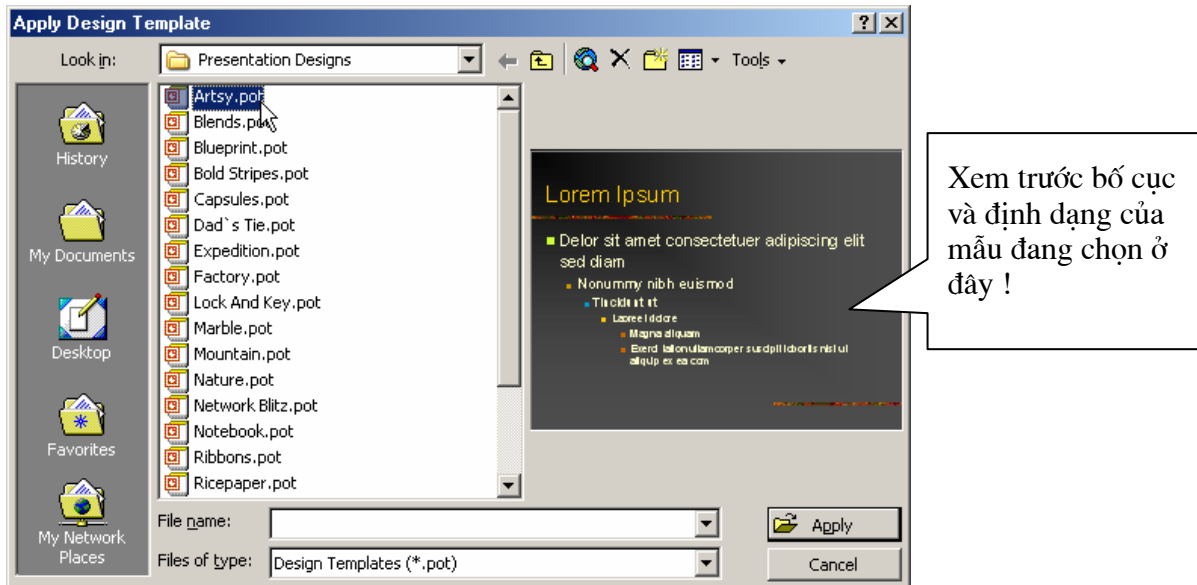 Apply Design Template
Look in:
Presentation Designs
Tools
History
My Documents
Desktop
Favorites
My Network
Places
Artsy.pot
Blends.pot
Blueprint.pot
Bold Stripes.pot
Capsules.pot
Dad`s Tie.pot
Expedition.pot
Factory.pot
Lock And Key.pot
Marble.pot
Mountain.pot
Nature.pot
Network Blitz.pot
Notebook.pot
Ribbons.pot
Ricepaper.pot
Lorem Ipsum
Delor sit amet consectetuer adipiscing elit
sed diam
Nonummy nibh euismod
Magna aliquam
aliquip ex ea com
Xem trước bố cục
và định dạng của
mẫu đang chọn ở
đây !
File name:
Apply
Files of type:
Design Templates (*.pot)
Cancel